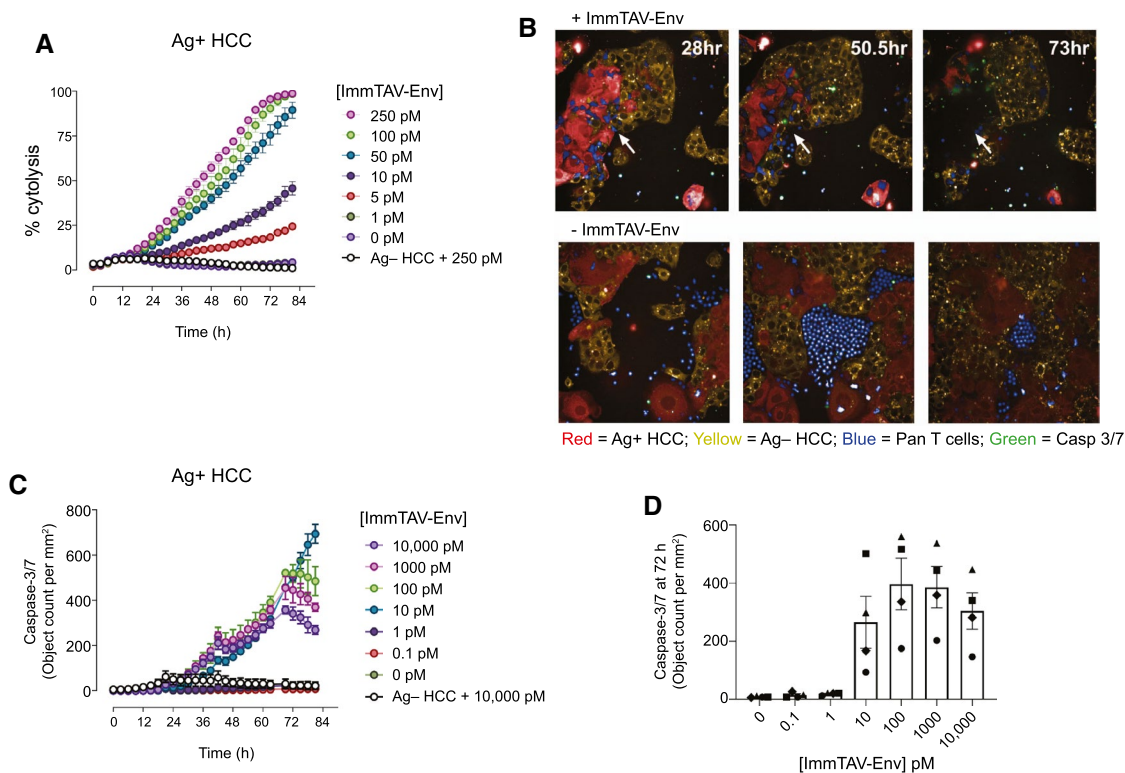 A
Ag+ HCC
% cytolysis
100
75
50
25
0
0 12 24 36 48 60 72 84
Time (h)
[ImmTAV-Env]
250 pM
100 pM
50 pM
10 pM
5 pM
1 pM
0 pM
Ag– HCC + 250 pM
B
+ ImmTAV-Env
28hr 50.5hr 73hr
- ImmTAV-Env
Red = Ag+ HCC; Yellow = Ag– HCC; Blue = Pan T cells; Green = Casp 3/7
C
Ag+ HCC
Caspase-3/7
(Object count per mm²)
800
600
400
200
0
0 12 24 36 48 60 72 84
Time (h)
[ImmTAV-Env]
10,000 pM
1000 pM
100 pM
10 pM
1 pM
0.1 pM
0 pM
Ag– HCC + 10,000 pM
D
Caspase-3/7 at 72 h
(Object count per mm²)
600
400
200
0
0 0.1 1 10 100 1000 10,000
[ImmTAV-Env] pM